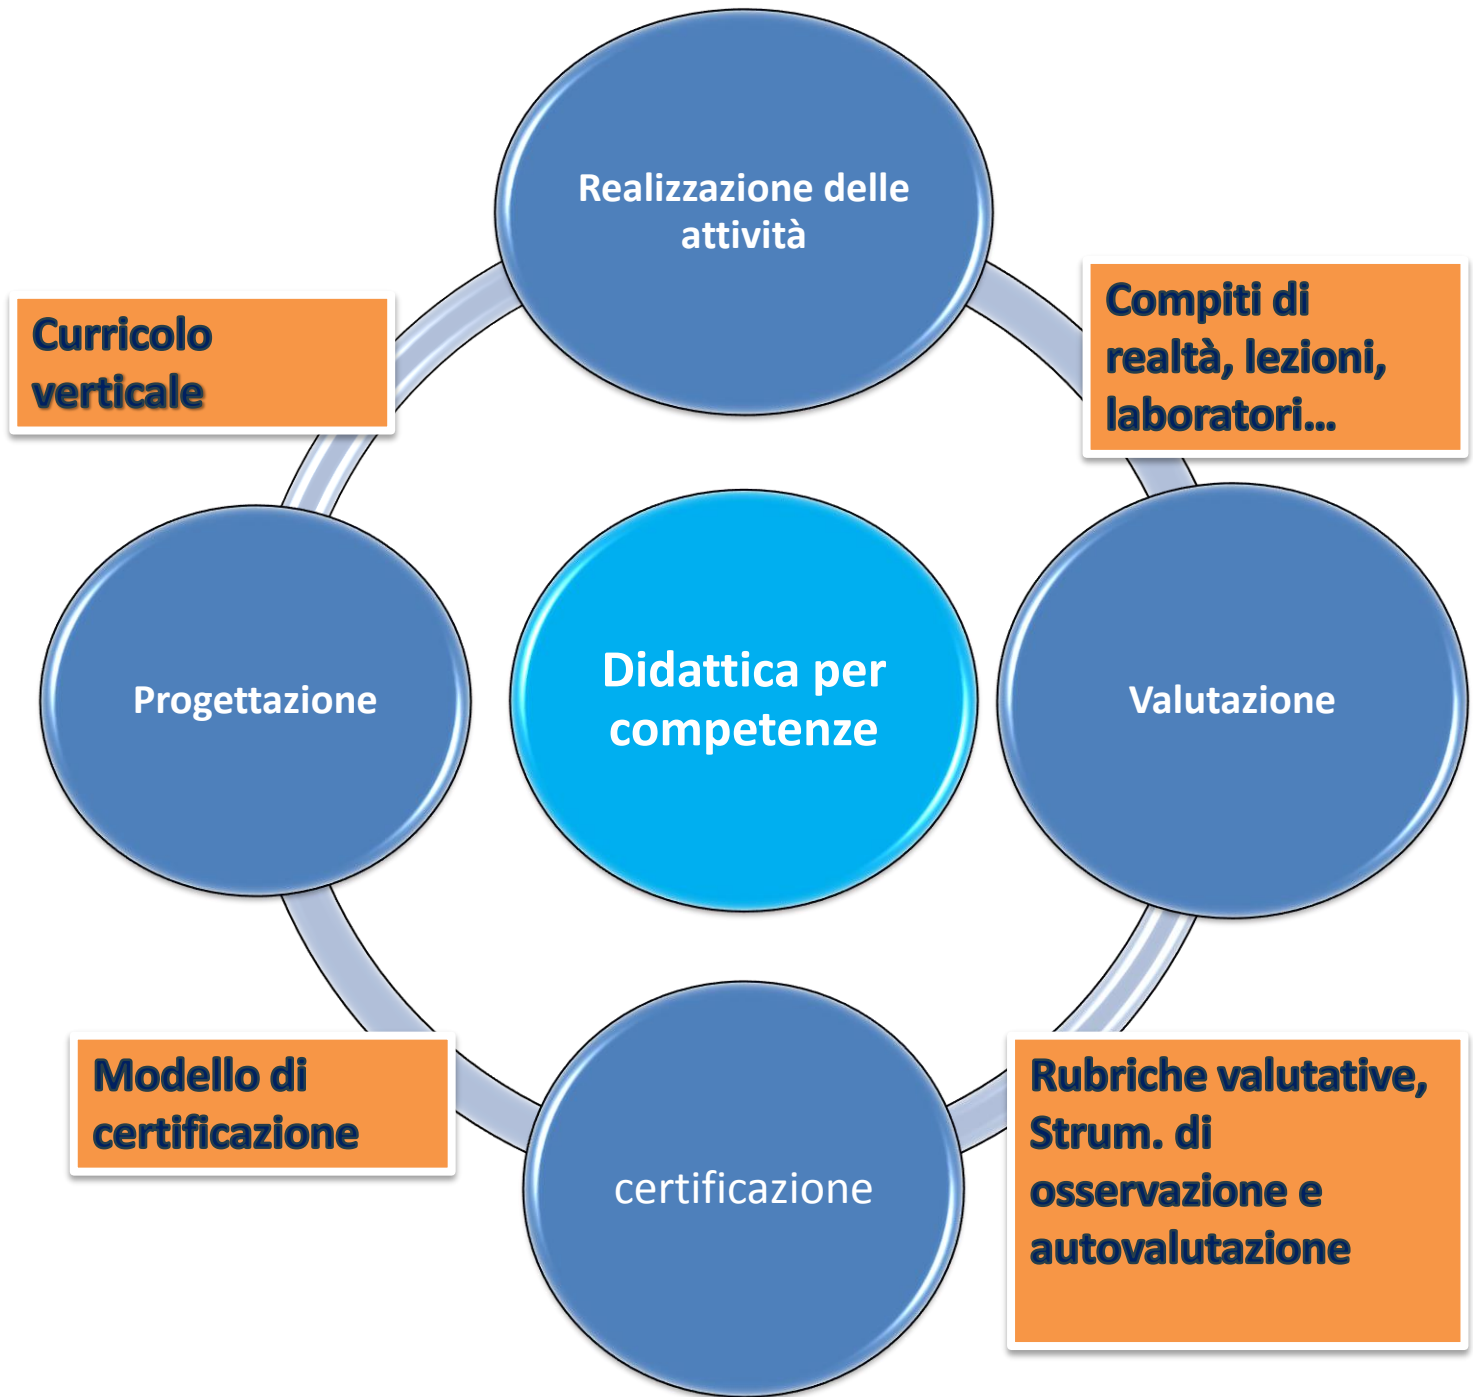 Realizzazione delle
attività
Curricolo
verticale
Compiti di
realtà, lezioni,
laboratori...
Progettazione
Didattica per
competenze
Valutazione
Modello di
certificazione
certificazione
Rubriche valutative,
Strum. di
osservazione e
autovalutazione